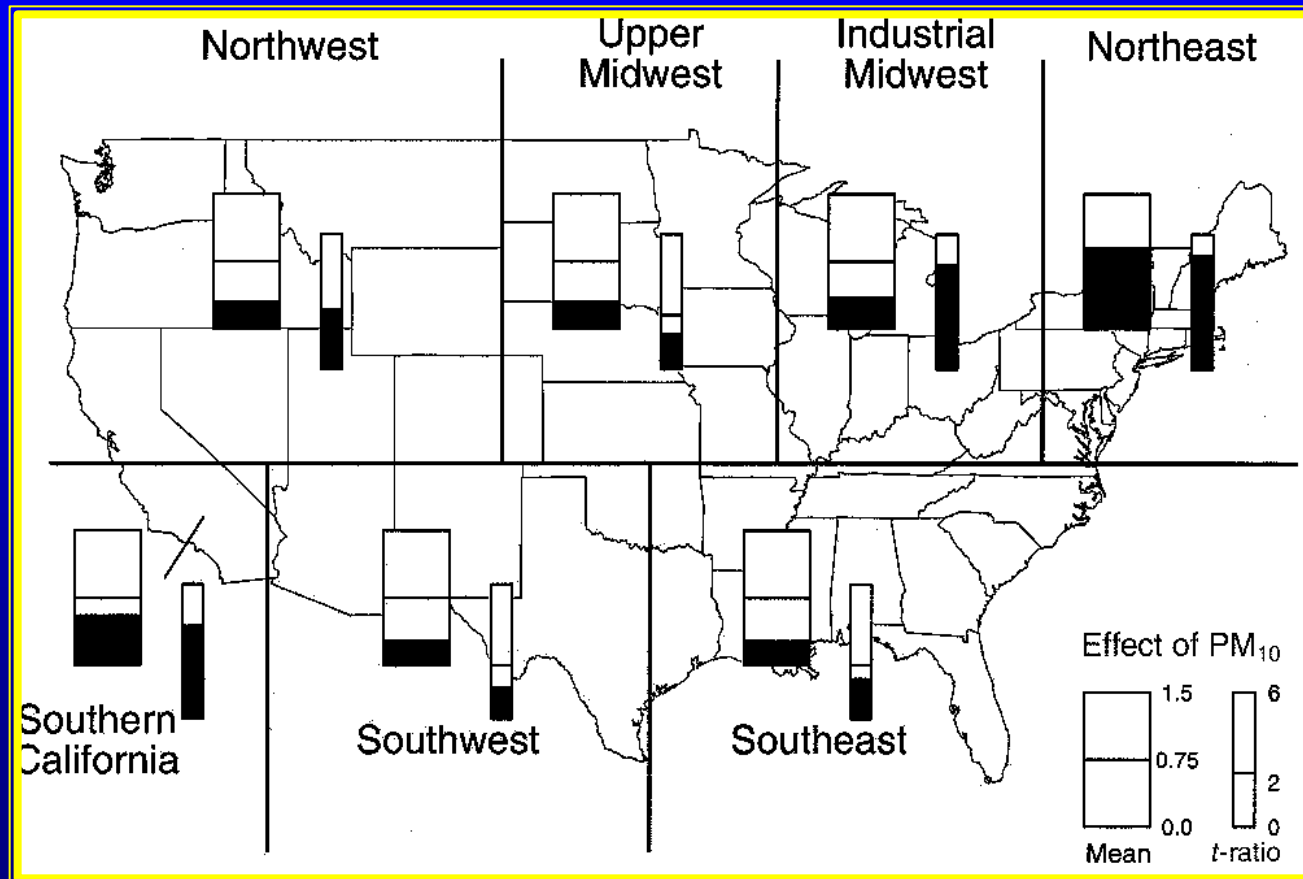 Northwest
Upper
Midwest
Industrial
Midwest
Northeast
Southern
California
Southwest
Southeast
Effect of PM₁₀
1.5
0.75
0.0
Mean
6
2
0
t-ratio